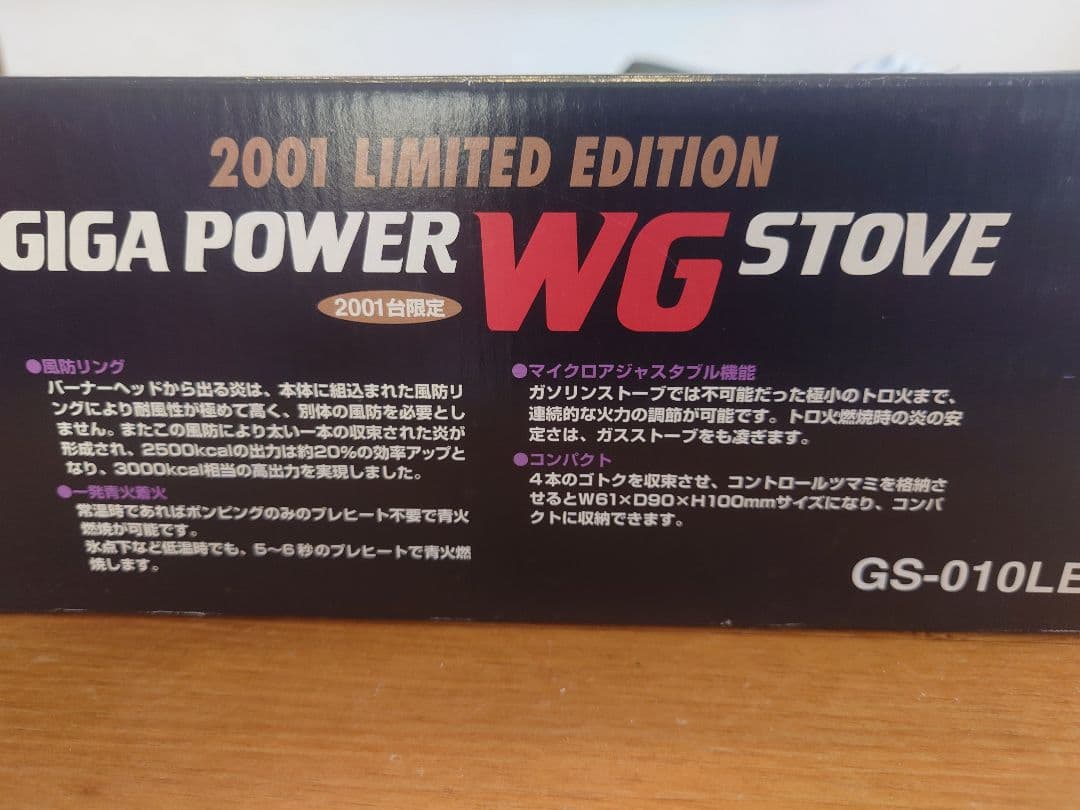 2001 LIMITED EDITION
GIGA POWER WG STOVE
2001台限定
●風防リング
バーナーヘッドから出る炎は、本体に組込まれた風防リ
ングにより耐風性が極めて高く、別体の風防を必要とし
ません。またこの風防により太い一本の収束された炎が
形成され、2500kcalの出力は約20%の効率アップと
なり、3000kcal相当の高出力を実現しました。
●一発青火着火
常温時であればポンピングのみのプレヒート不要で青火
燃焼が可能です。
氷点下など低温時でも、5〜6秒のプレヒートで青火燃
焼します。
●マイクロアジャスタブル機能
ガソリンストーブでは不可能だった極小のトロ火まで、
連続的な火力の調節が可能です。トロ火燃焼時の炎の安
定さは、ガスストーブをも凌ぎます。
●コンパクト
4本のゴトクを収束させ、コントロールツマミを格納さ
せるとW61×D90×H100mmサイズになり、コンパ
クトに収納できます。
GS-010LE